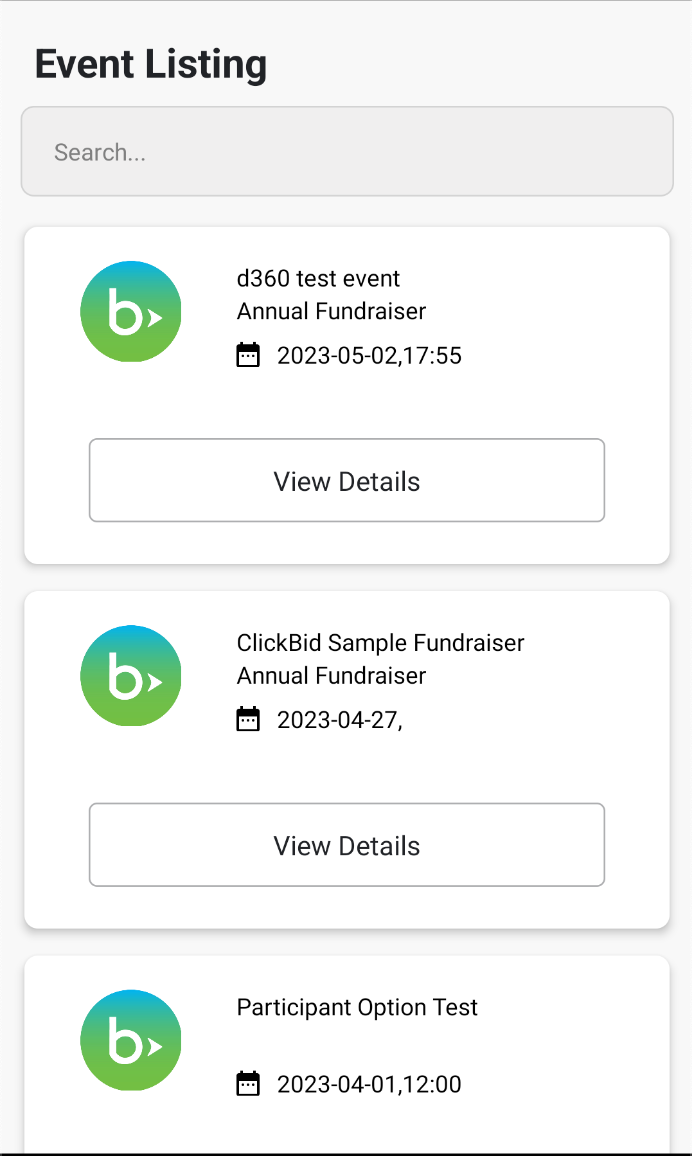 Event Listing
Search...
d360 test event
Annual Fundraiser
2023-05-02,17:55
View Details
ClickBid Sample Fundraiser
Annual Fundraiser
2023-04-27,
View Details
Participant Option Test
2023-04-01,12:00